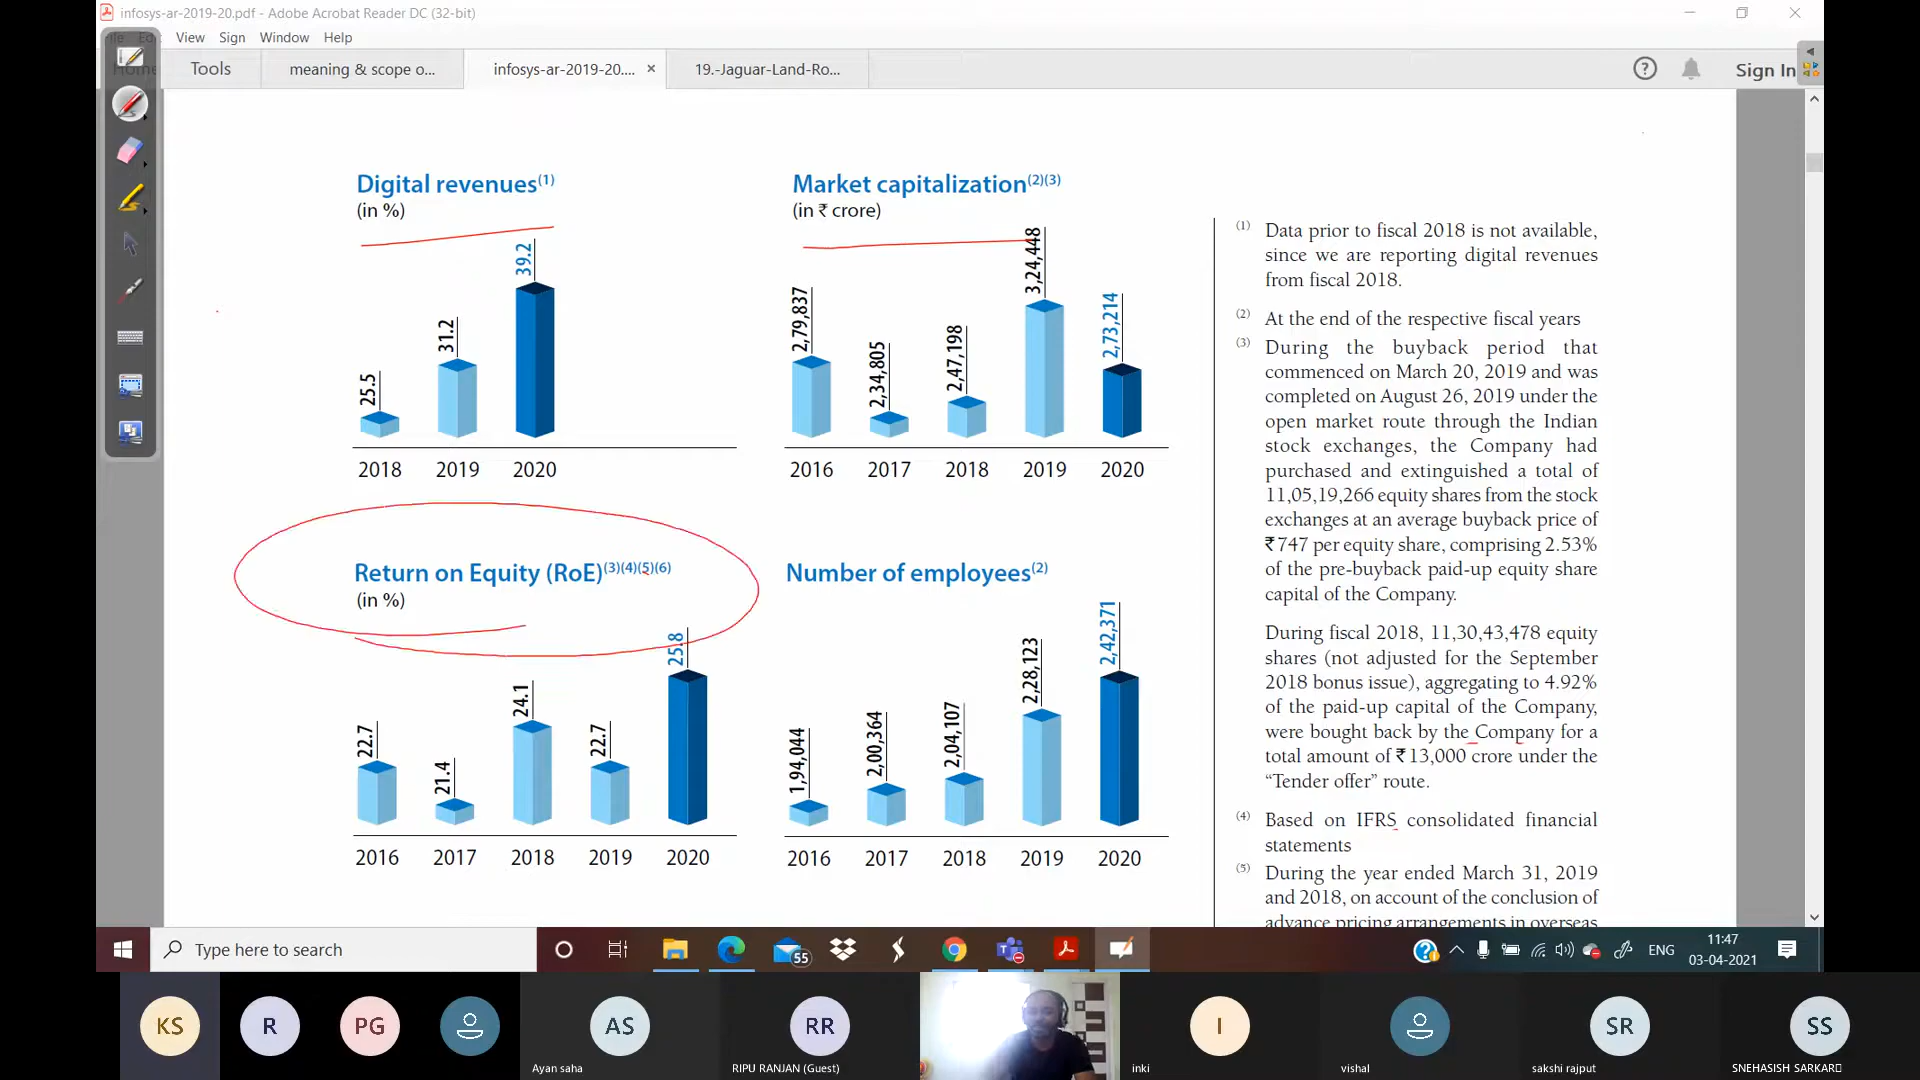 infosys-ar-2019-20.pdf - Adobe Acrobat Reader DC (32-bit)
View Sign Window Help
Tools
meaning & scope o...
infosys-ar-2019-20....
19.-Jaguar-Land-Ro...
Sign In
Digital revenues(1)
(in %)
25.5
31.2
39.2
2018 2019 2020
Market capitalization(2)(3)
(in ₹ crore)
2,79,837
2,34,805
2,47,198
3,24,448
2,73,214
2016 2017 2018 2019 2020
Return on Equity (RoE)(3)(4)(5)(6)
(in %)
22.7
21.4
24.1
22.7
25.8
2016 2017 2018 2019 2020
Number of employees(2)
1,94,044
2,00,364
2,04,107
2,28,123
2,42,371
2016 2017 2018 2019 2020
(1) Data prior to fiscal 2018 is not available,
since we are reporting digital revenues
from fiscal 2018.
(2) At the end of the respective fiscal years
(3) During the buyback period that
commenced on March 20, 2019 and was
completed on August 26, 2019 under the
open market route through the Indian
stock exchanges, the Company had
purchased and extinguished a total of
11,05,19,266 equity shares from the stock
exchanges at an average buyback price of
₹747 per equity share, comprising 2.53%
of the pre-buyback paid-up equity share
capital of the Company.
During fiscal 2018, 11,30,43,478 equity
shares (not adjusted for the September
2018 bonus issue), aggregating to 4.92%
of the paid-up capital of the Company,
were bought back by the Company for a
total amount of ₹13,000 crore under the
“Tender offer” route.
(4) Based on IFRS consolidated financial
statements
(5) During the year ended March 31, 2019
and 2018, on account of the conclusion of
advance pricing arrangements in overseas
Type here to search
55
ENG
11:47
03-04-2021
KS
R
PG
AS
Ayan saha
RR
RIPU RANJAN (Guest)
I
inki
vishal
SR
sakshi rajput
SS
SNEHASISH SARKAR